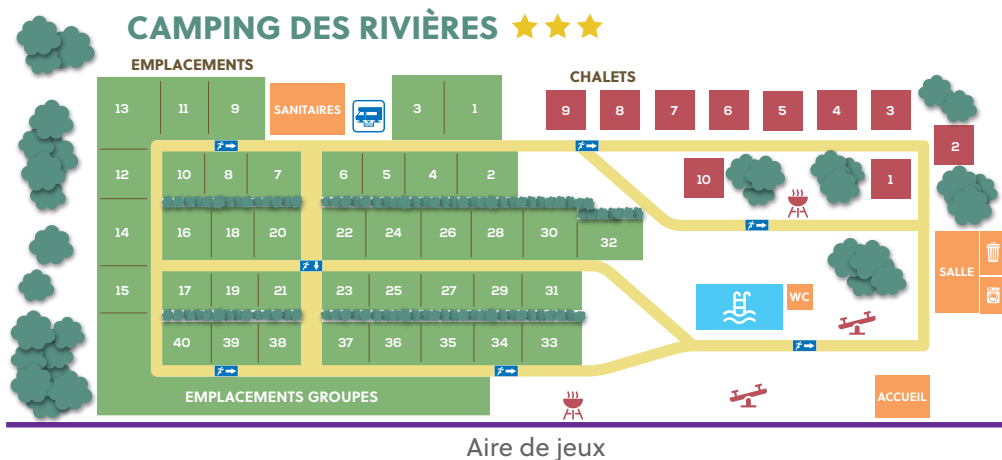 CAMPING DES RIVIÈRES
EMPLACEMENTS
CHALETS
13 11 9
SANITAIRES
3 1
9 8 7 6 5 4 3
2
12
10 8 7
6 5 4 2
10
1
14
16 18 20
22 24 26 28 30
32
SALLE
15
17 19 21
23 25 27 29 31
WC
40 39 38
37 36 35 34 33
EMPLACEMENTS GROUPES
ACCUEIL
Aire de jeux